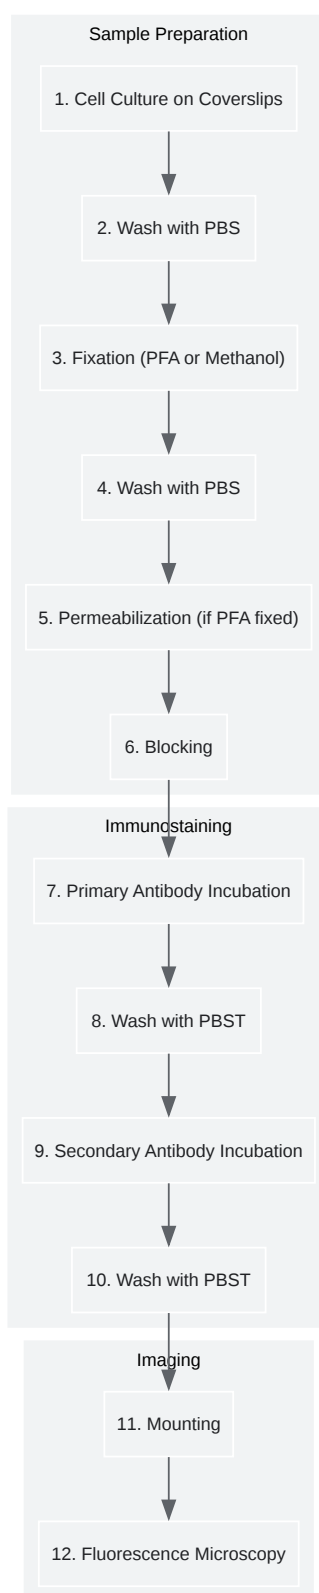 Sample Preparation
1. Cell Culture on Coverslips
2. Wash with PBS
3. Fixation (PFA or Methanol)
4. Wash with PBS
5. Permeabilization (if PFA fixed)
6. Blocking
Immunostaining
7. Primary Antibody Incubation
8. Wash with PBST
9. Secondary Antibody Incubation
10. Wash with PBST
Imaging
11. Mounting
12. Fluorescence Microscopy